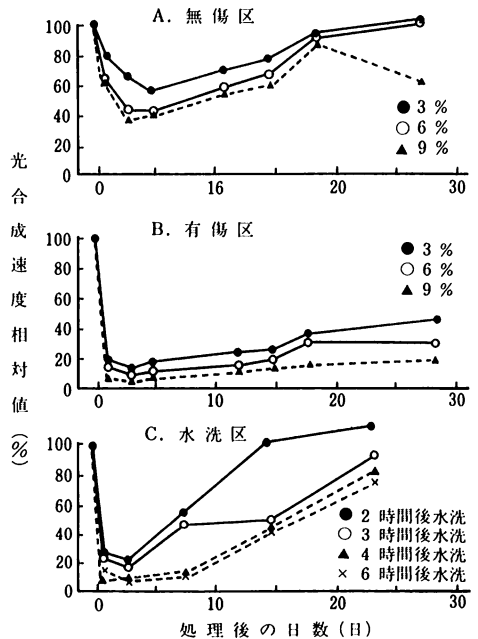 A. 無傷区
100
80
60
40
20
0
0 16 20 30
● 3 %
○ 6 %
▲ 9 %
光合成速度相対値(%)
B. 有傷区
100
80
60
40
20
0
0 10 20 30
● 3 %
○ 6 %
▲ 9 %
C. 水洗区
100
80
60
40
20
0
0 10 20 30
● 2 時間後水洗
○ 3 時間後水洗
▲ 4 時間後水洗
× 6 時間後水洗
処理後の日数(日)